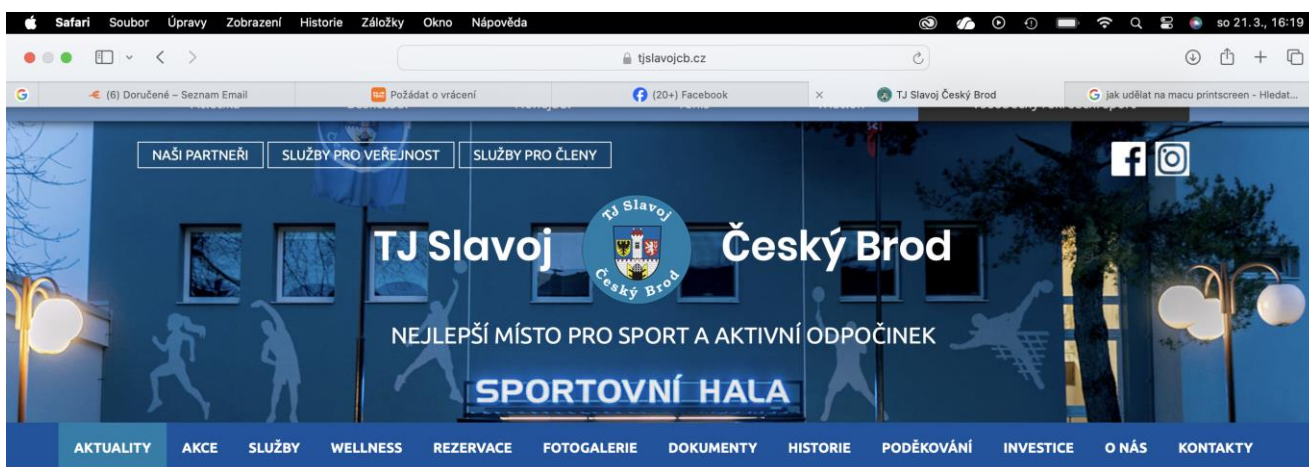 Safari Soubor Úpravy Zobrazení Historie Záložky Okno Nápověda so 21.3., 16:19
tjslavojcb.cz
(6) Doručené – Seznam Email Požádat o vrácení (20+) Facebook TJ Slavoj Český Brod jak udělat na macu printscreen - Hledat...
NAŠI PARTNEŘI SLUŽBY PRO VEŘEJNOST SLUŽBY PRO ČLENY
TJ Slavoj
TJ Slavoj
Český Brod
Český Brod
NEJLEPŠÍ MÍSTO PRO SPORT A AKTIVNÍ ODPOČINEK
SPORTOVNÍ HALA
AKTUALITY AKCE SLUŽBY WELLNESS REZERVACE FOTOGALERIE DOKUMENTY HISTORIE PODĚKOVÁNÍ INVESTICE O NÁS KONTAKTY